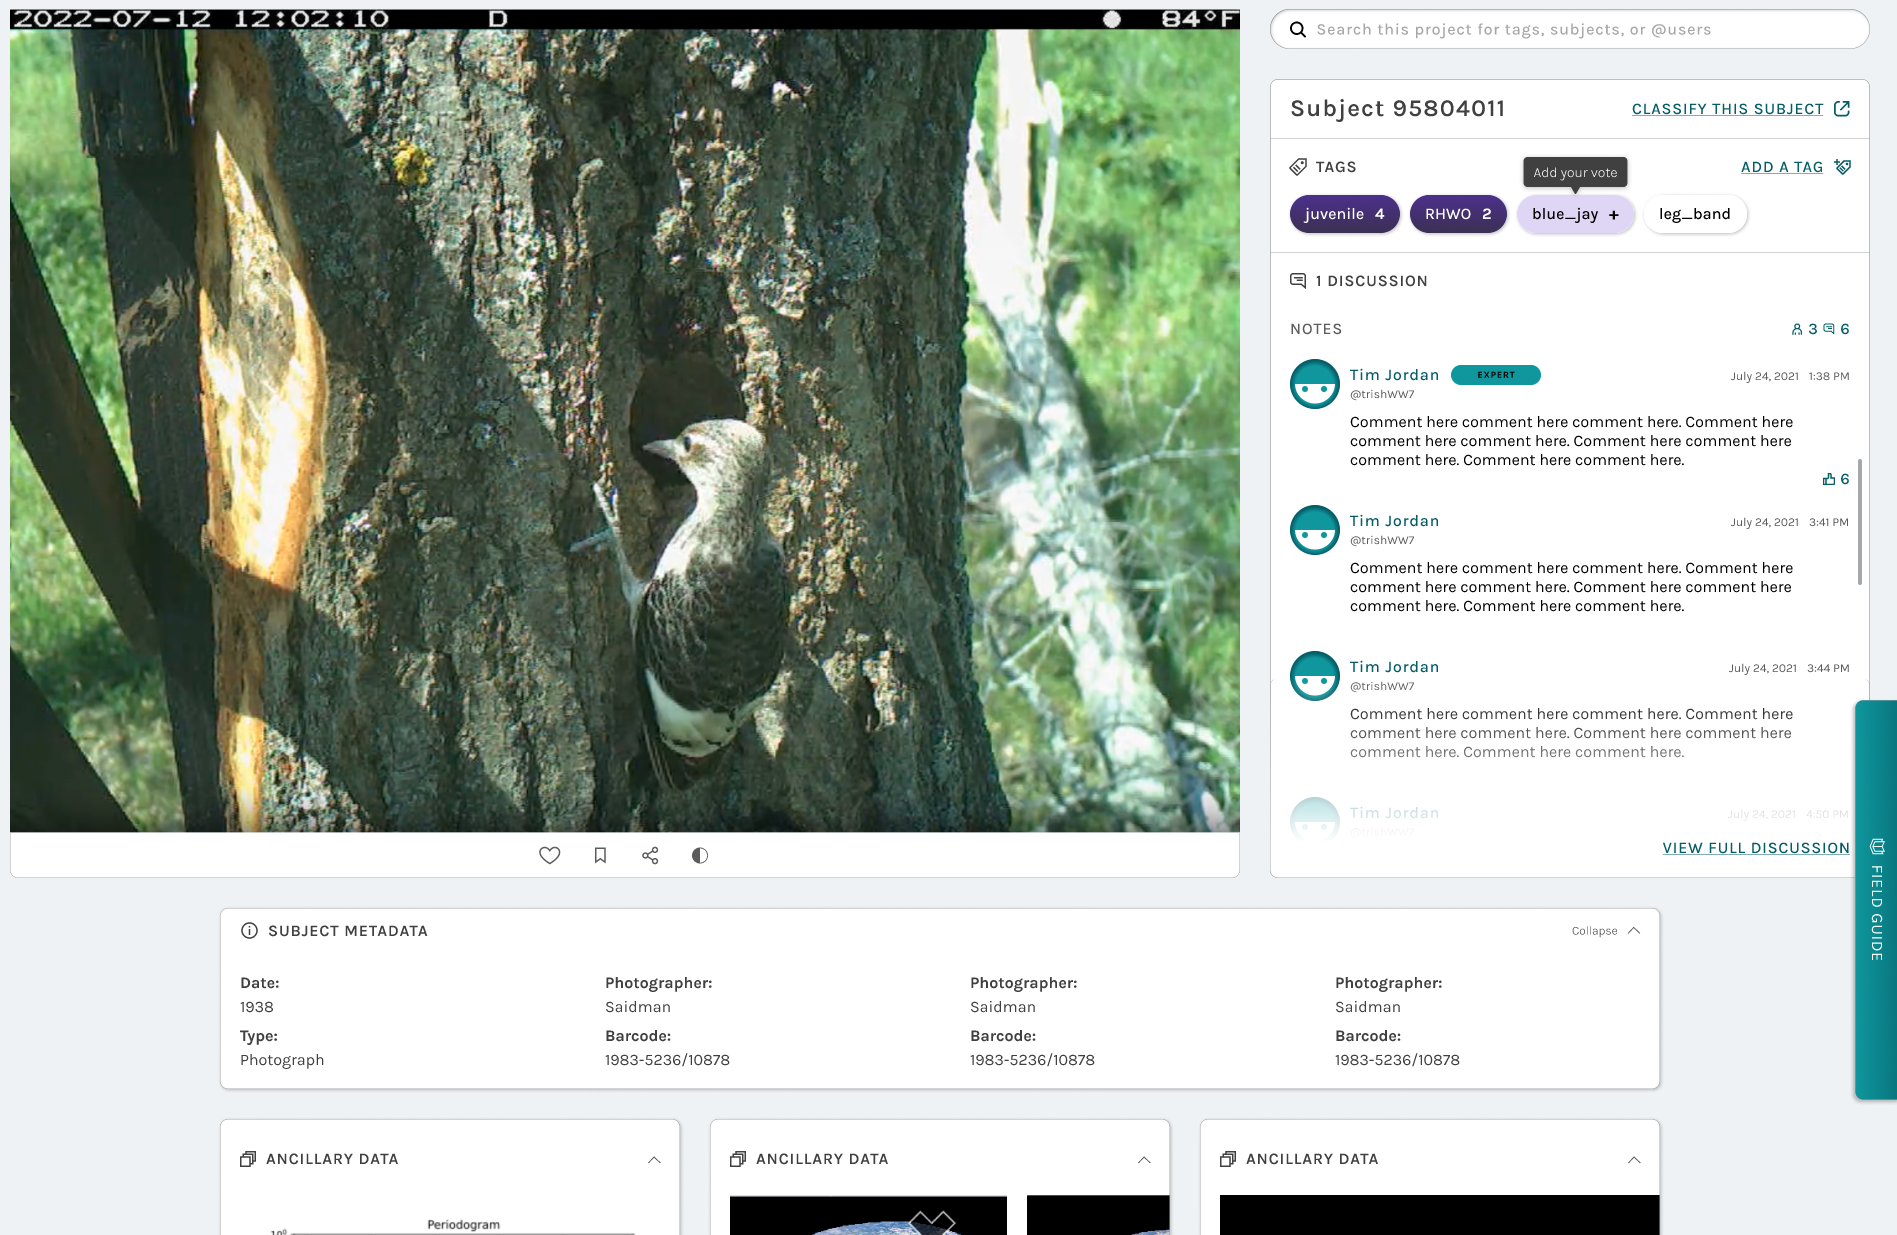 2022-07-12 12:02:10 D 84°F
Search this project for tags, subjects, or @users
Subject 95804011
CLASSIFY THIS SUBJECT
TAGS
ADD A TAG
Add your vote
juvenile 4
RHWO 2
blue_jay +
leg_band
1 DISCUSSION
NOTES
3 6
Tim Jordan EXPERT July 24, 2021 1:38 PM
@trishWW7
Comment here comment here comment here. Comment here
comment here comment here. Comment here comment here
comment here. Comment here comment here.
6
Tim Jordan July 24, 2021 3:41 PM
@trishWW7
Comment here comment here comment here. Comment here
comment here comment here. Comment here comment here
comment here. Comment here comment here.
Tim Jordan July 24, 2021 3:44 PM
@trishWW7
Comment here comment here comment here. Comment here
comment here comment here. Comment here comment here
comment here. Comment here comment here.
Tim Jordan July 24, 2021 4:50 PM
@trishWW7
VIEW FULL DISCUSSION
FIELD GUIDE
SUBJECT METADATA
Collapse
Date:
1938
Type:
Photograph
Photographer:
Saidman
Barcode:
1983-5236/10878
Photographer:
Saidman
Barcode:
1983-5236/10878
Photographer:
Saidman
Barcode:
1983-5236/10878
ANCILLARY DATA
Periodogram
10⁰
ANCILLARY DATA
ANCILLARY DATA